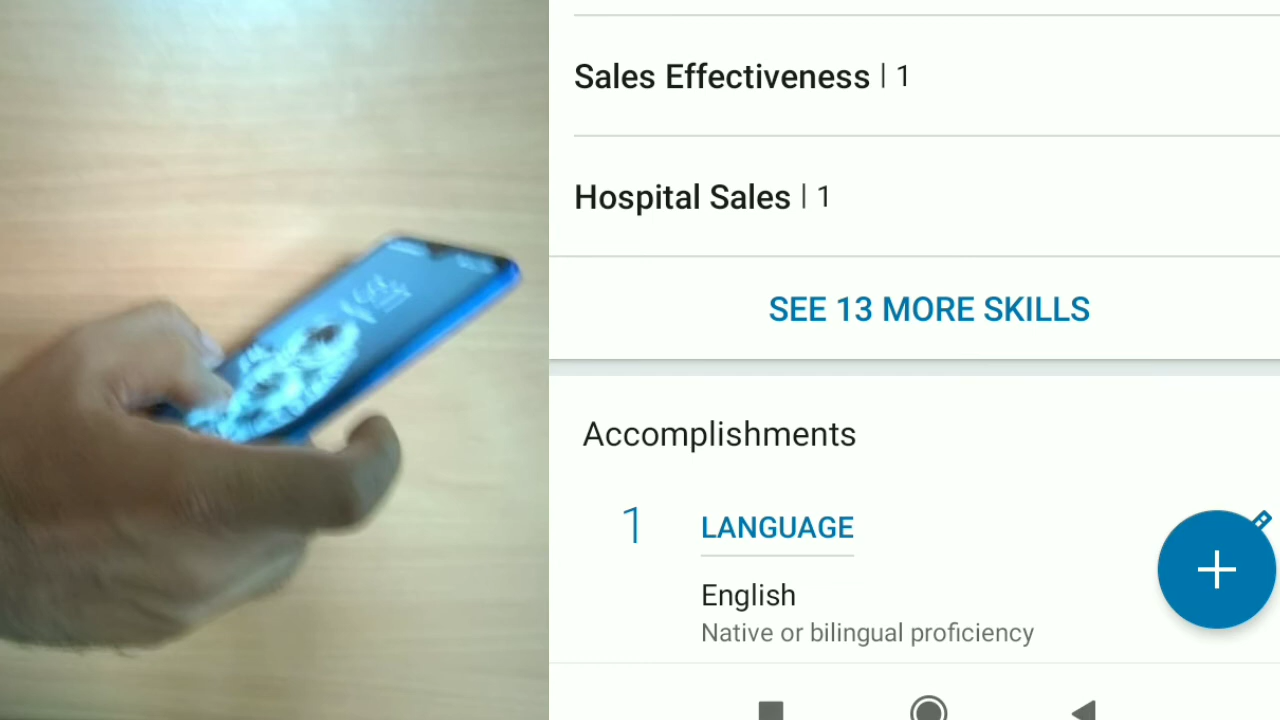 Sales Effectiveness | 1
Hospital Sales | 1
SEE 13 MORE SKILLS
Accomplishments
1
LANGUAGE
English
Native or bilingual proficiency